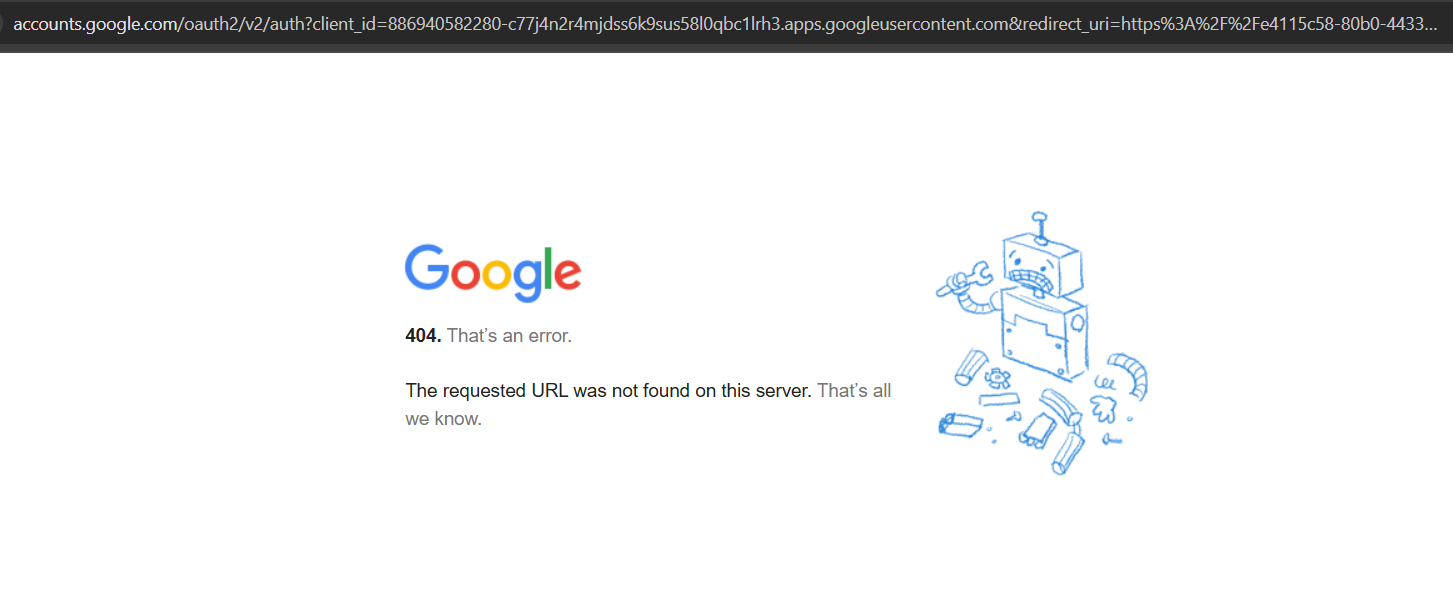 accounts.google.com/oauth2/v2/auth?client_id=886940582280-c77j4n2r4mjdss6k9sus58l0qbc1lrh3.apps.googleusercontent.com&redirect_uri=https%3A%2F%2Fe4115c58-80b0-4433...
Google
404. That’s an error.
The requested URL was not found on this server. That’s all
we know.